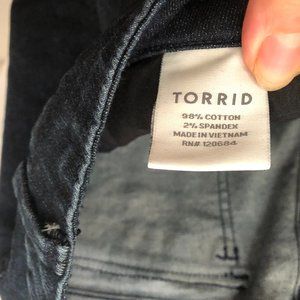 TORRID
98% COTTON
2% SPANDEX
MADE IN VIETNAM
RN# 120684